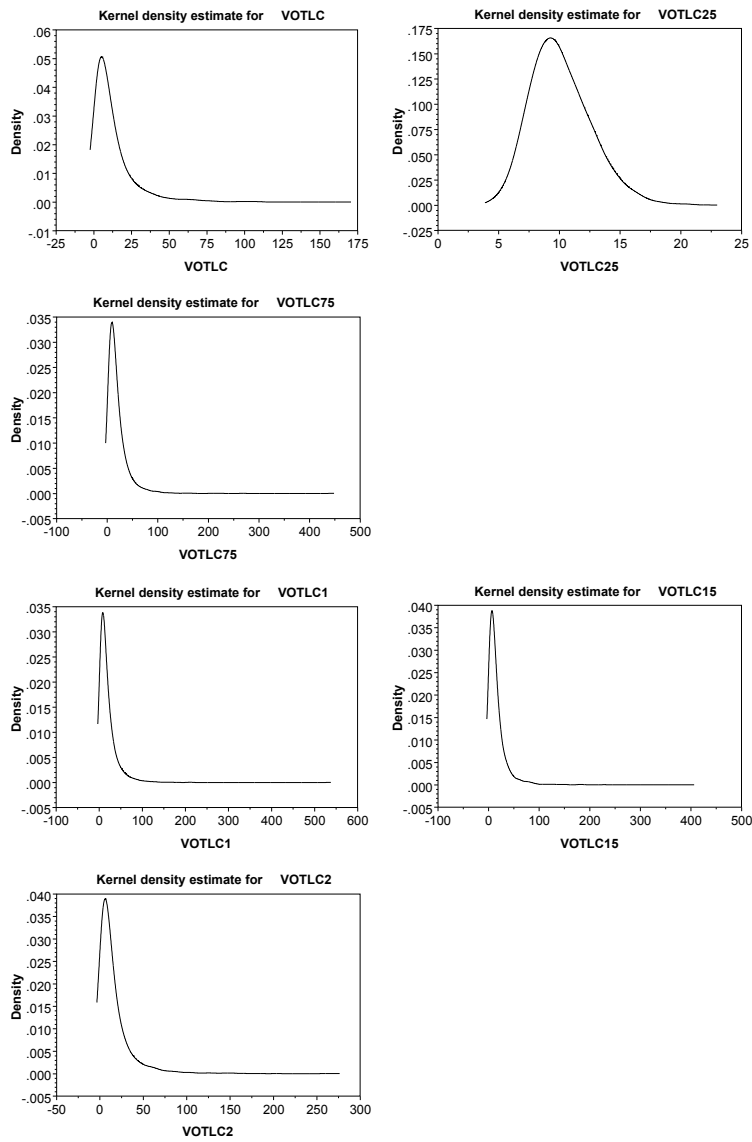 Kernel density estimate for VOTLC
.06
.05
.04
.03
.02
.01
.00
-.01
Density
-25 0 25 50 75 100 125 150 175
VOTLC
Kernel density estimate for VOTLC25
.175
.150
.125
.100
.075
.050
.025
.000
-.025
Density
0 5 10 15 20 25
VOTLC25
Kernel density estimate for VOTLC75
.035
.030
.025
.020
.015
.010
.005
.000
-.005
Density
-100 0 100 200 300 400 500
VOTLC75
Kernel density estimate for VOTLC1
.035
.030
.025
.020
.015
.010
.005
.000
-.005
Density
-100 0 100 200 300 400 500 600
VOTLC1
Kernel density estimate for VOTLC15
.040
.035
.030
.025
.020
.015
.010
.005
.000
-.005
Density
-100 0 100 200 300 400 500
VOTLC15
Kernel density estimate for VOTLC2
.040
.035
.030
.025
.020
.015
.010
.005
.000
-.005
Density
-50 0 50 100 150 200 250 300
VOTLC2